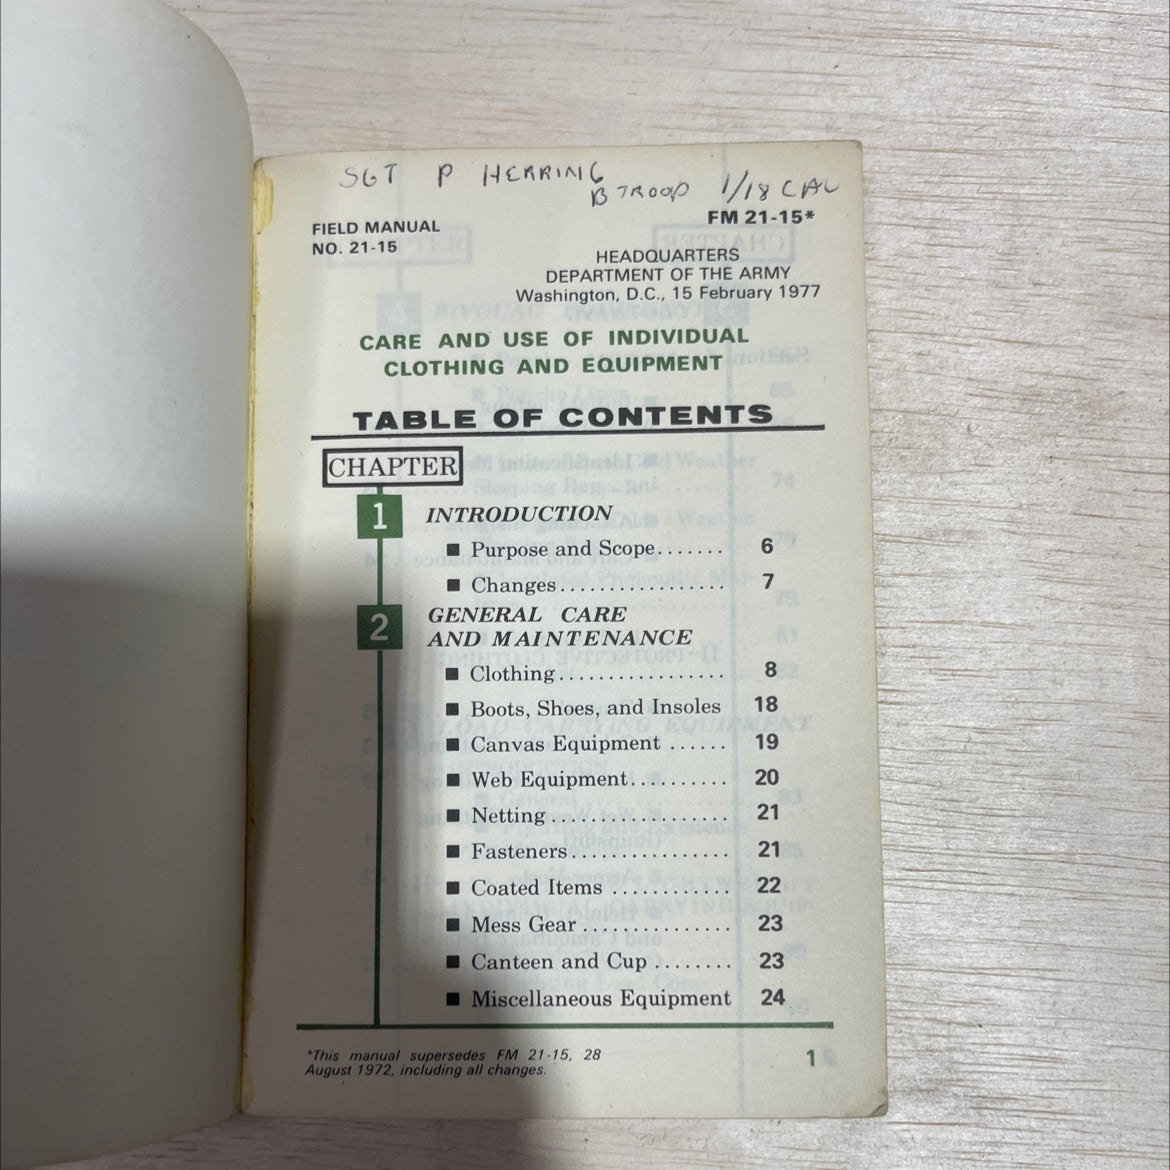 SGT P HERRING
B TROOP 1/18 CAV
FIELD MANUAL
NO. 21-15
FM 21-15*
HEADQUARTERS
DEPARTMENT OF THE ARMY
Washington, D.C., 15 February 1977
CARE AND USE OF INDIVIDUAL
CLOTHING AND EQUIPMENT
TABLE OF CONTENTS
CHAPTER
1 INTRODUCTION
■ Purpose and Scope....... 6
■ Changes................. 7
2 GENERAL CARE
AND MAINTENANCE
■ Clothing................. 8
■ Boots, Shoes, and Insoles 18
■ Canvas Equipment ...... 19
■ Web Equipment.......... 20
■ Netting.................. 21
■ Fasteners................ 21
■ Coated Items ............ 22
■ Mess Gear ............... 23
■ Canteen and Cup ........ 23
■ Miscellaneous Equipment 24
*This manual supersedes FM 21-15, 28
August 1972, including all changes.
1